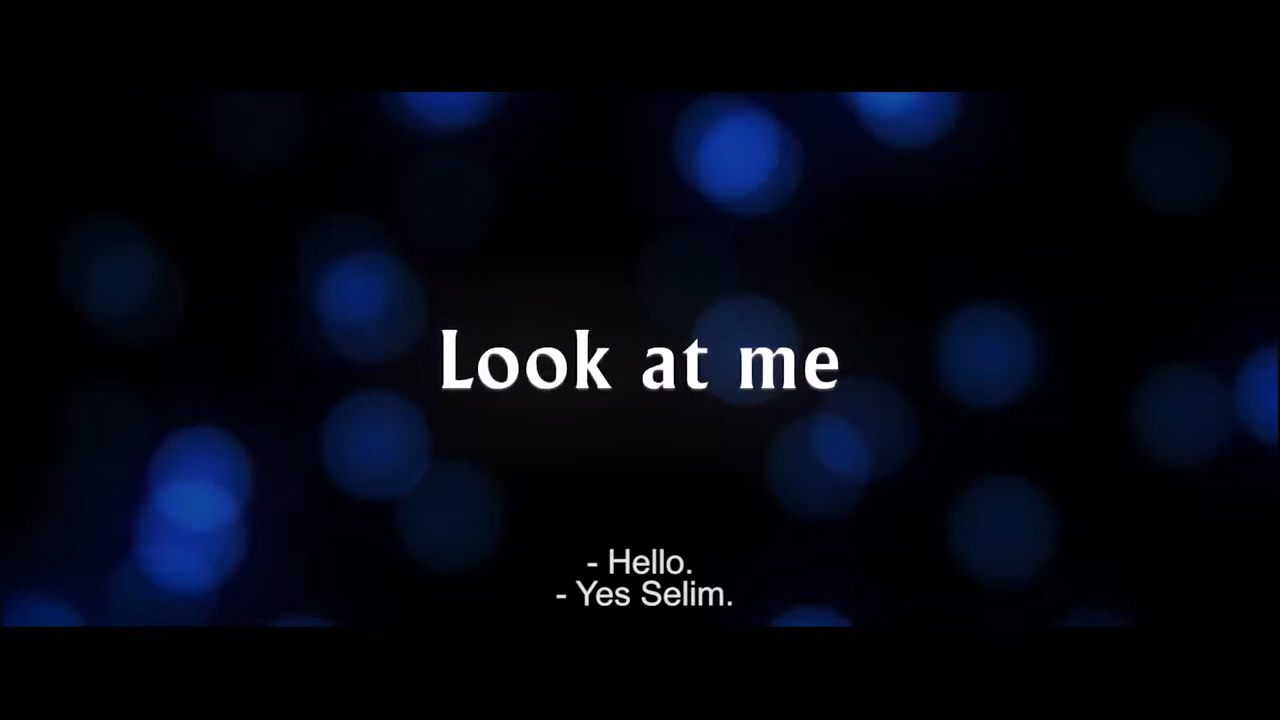 Look at me
- Hello.
- Yes Selim.